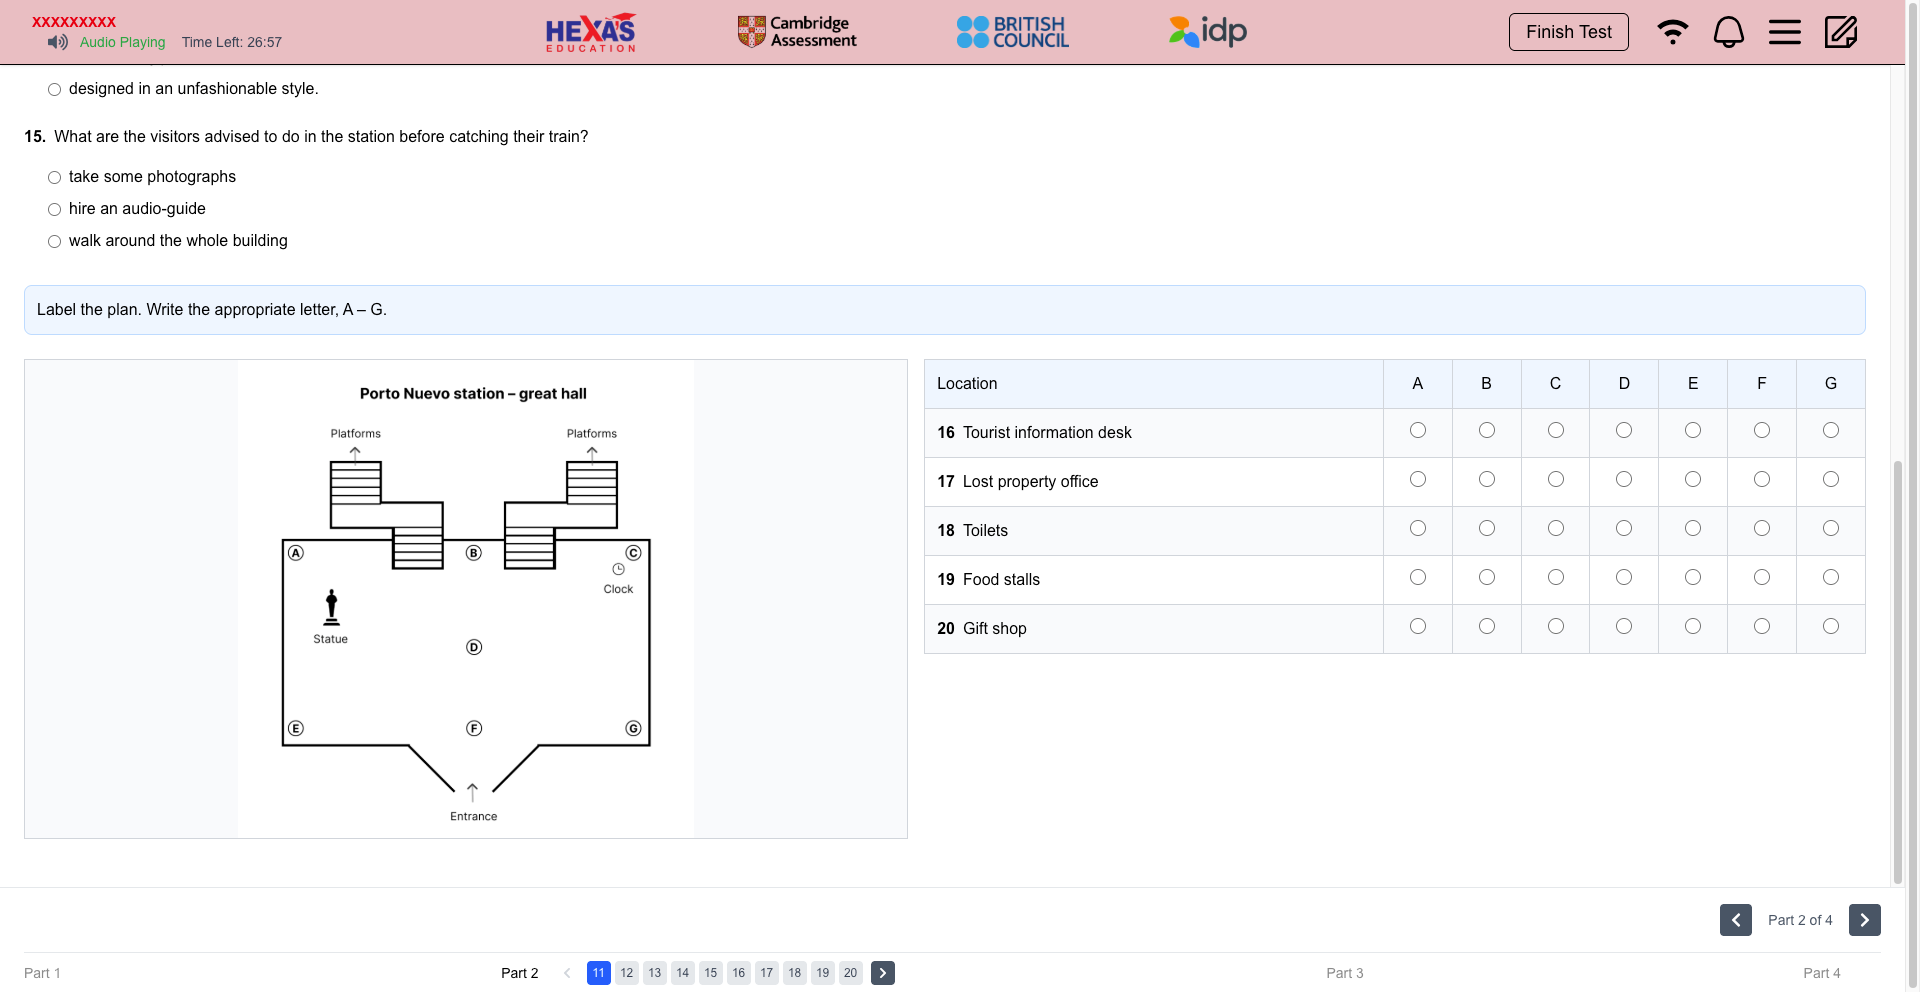 XXXXXXXXX
Audio Playing Time Left: 26:57
HEXAS
EDUCATION
Cambridge
Assessment
BRITISH
COUNCIL
idp
Finish Test
designed in an unfashionable style.
15. What are the visitors advised to do in the station before catching their train?
take some photographs
hire an audio-guide
walk around the whole building
Label the plan. Write the appropriate letter, A – G.
Porto Nuevo station – great hall
Platforms Platforms
A B C
Clock
Statue
D
E F G
Entrance
Location A B C D E F G
16 Tourist information desk
17 Lost property office
18 Toilets
19 Food stalls
20 Gift shop
Part 2 of 4
Part 1 Part 2 11 12 13 14 15 16 17 18 19 20 Part 3 Part 4